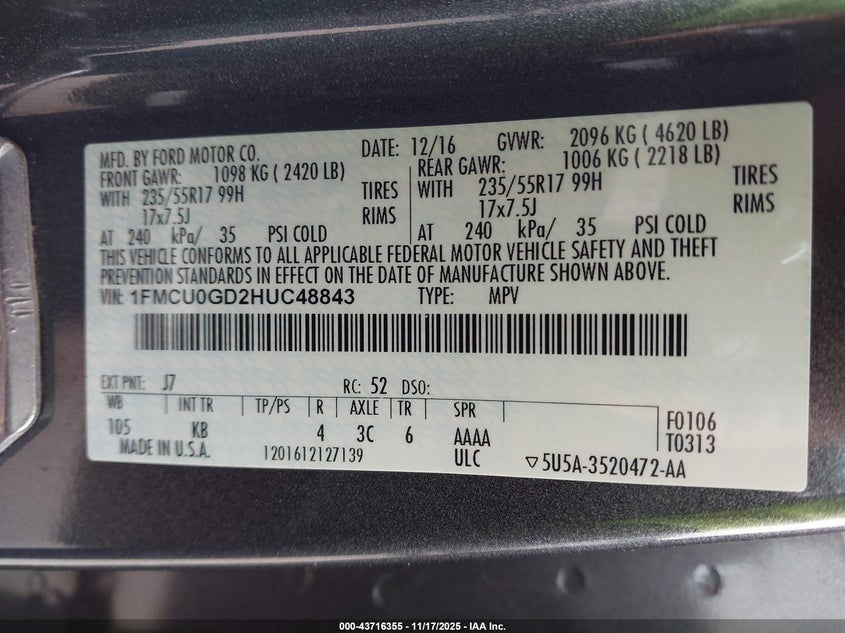 MFD. BY FORD MOTOR CO. DATE: 12/16 GVWR: 2096 KG ( 4620 LB)
FRONT GAWR: 1098 KG ( 2420 LB) REAR GAWR: 1006 KG ( 2218 LB)
WITH 235/55R17 99H TIRES WITH 235/55R17 99H TIRES
17x7.5J RIMS 17x7.5J RIMS
AT 240 kPa/ 35 PSI COLD AT 240 kPa/ 35 PSI COLD
THIS VEHICLE CONFORMS TO ALL APPLICABLE FEDERAL MOTOR VEHICLE SAFETY AND THEFT
PREVENTION STANDARDS IN EFFECT ON THE DATE OF MANUFACTURE SHOWN ABOVE.
VIN: 1FMCU0GD2HUC48843 TYPE: MPV
EXT PNT: J7 RC: 52 DSO:
WB INT TR TP/PS R AXLE TR SPR F0106
105 KB 4 3C 6 AAAA T0313
MADE IN U.S.A. 1201612127139 ULC ▽5U5A-3520472-AA
000-43716355 - 11/17/2025 - IAA Inc.